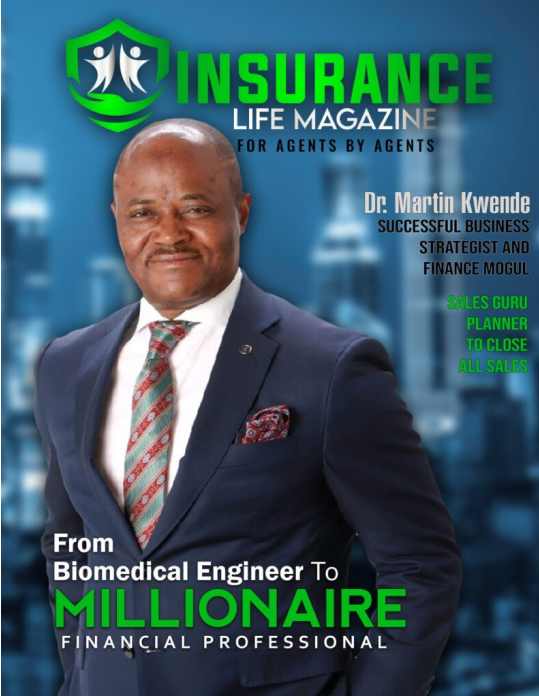 INSURANCE
LIFE MAGAZINE
FOR AGENTS BY AGENTS
Dr. Martin Kwende
SUCCESSFUL BUSINESS
STRATEGIST AND
FINANCE MOGUL
SALES GURU
PLANNER
TO CLOSE
ALL SALES
From
Biomedical Engineer To
MILLIONAIRE
FINANCIAL PROFESSIONAL